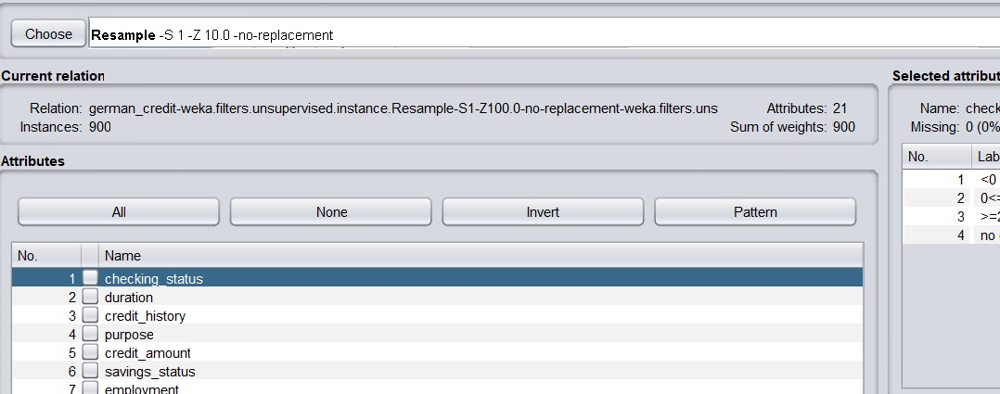 Choose Resample -S 1 -Z 10.0 -no-replacement
Current relation
Selected attribut
Relation: german_credit-weka.filters.unsupervised.instance.Resample-S1-Z100.0-no-replacement-weka.filters.uns
Attributes: 21
Name: check
Instances: 900
Sum of weights: 900
Missing: 0 (0%
Attributes
No. Lab
1 <0
2 0<=
3 >=2
4 no
All None Invert Pattern
No. Name
1 checking_status
2 duration
3 credit_history
4 purpose
5 credit_amount
6 savings_status
7 employment